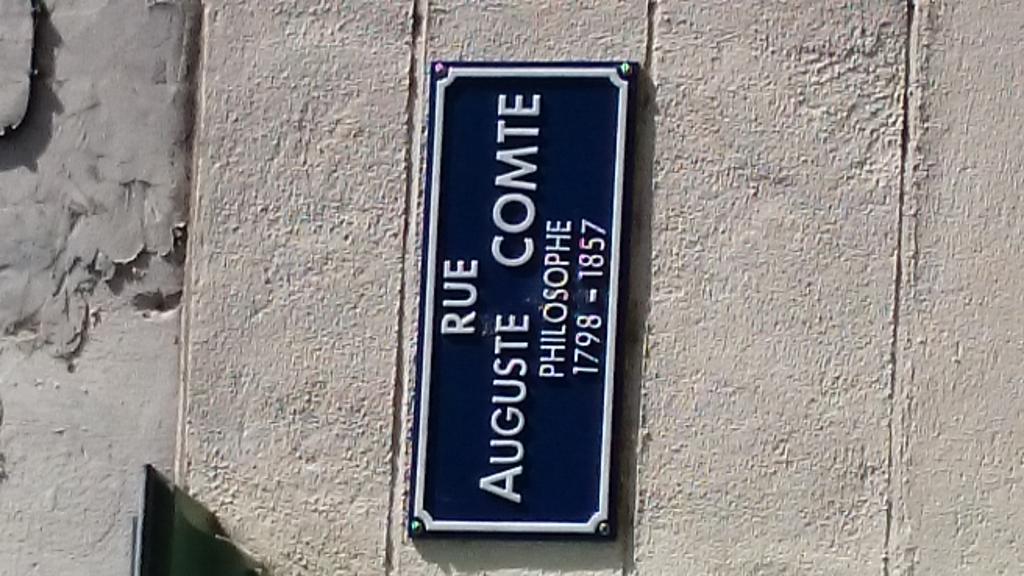 RUE
AUGUSTE COMTE
PHILOSOPHE
1798 - 1857